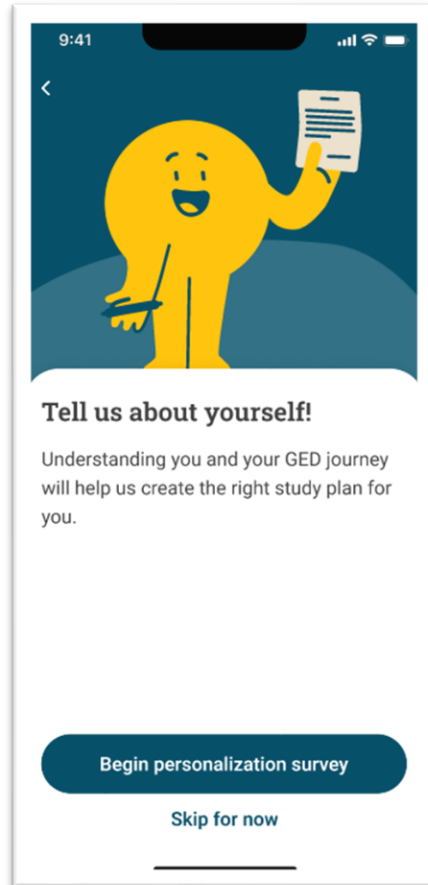 9:41
Tell us about yourself!
Understanding you and your GED journey
will help us create the right study plan for
you.
Begin personalization survey
Skip for now